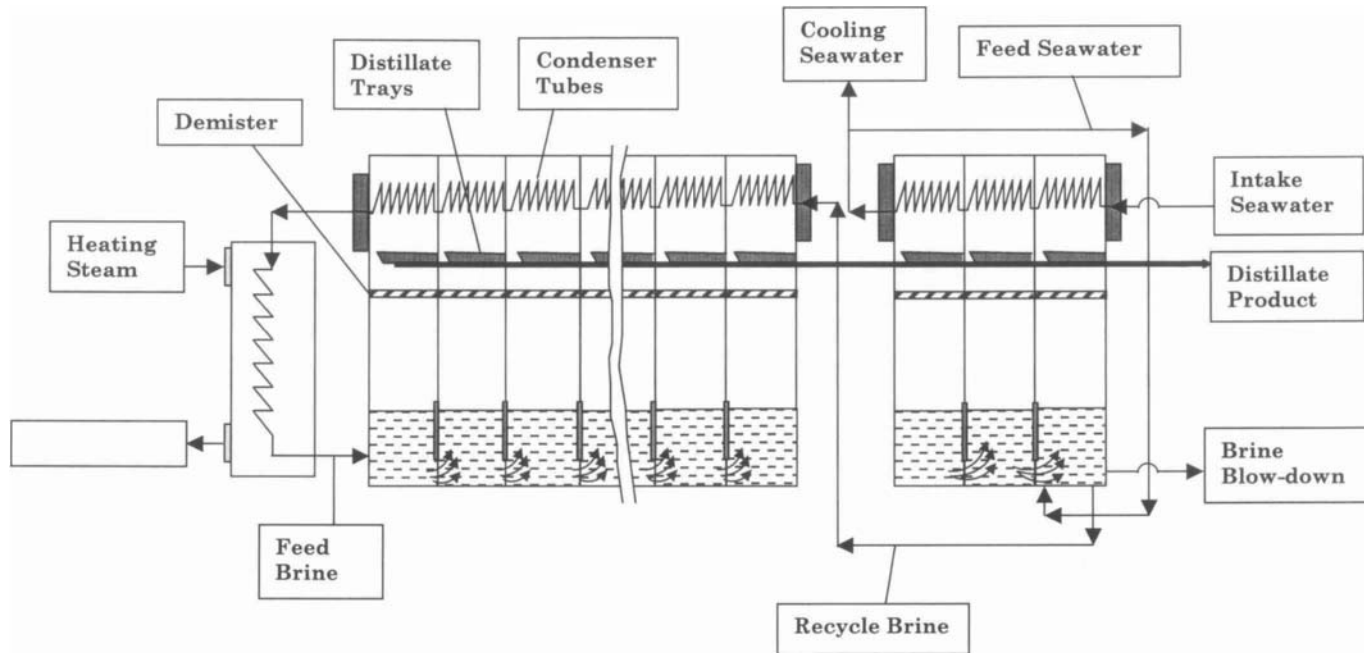 Cooling
Seawater
Feed Seawater
Distillate
Trays
Condenser
Tubes
Demister
Intake
Seawater
Heating
Steam
Distillate
Product
Brine
Blow-down
Feed
Brine
Recycle Brine